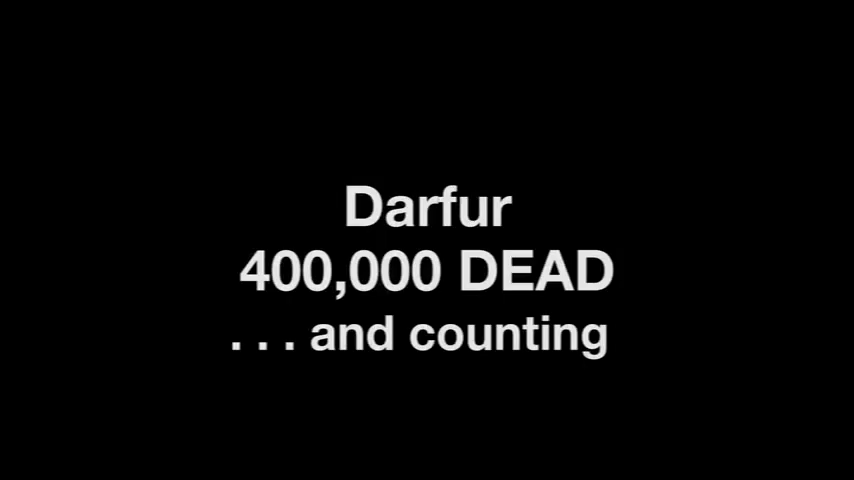 Darfur
400,000 DEAD
. . . and counting